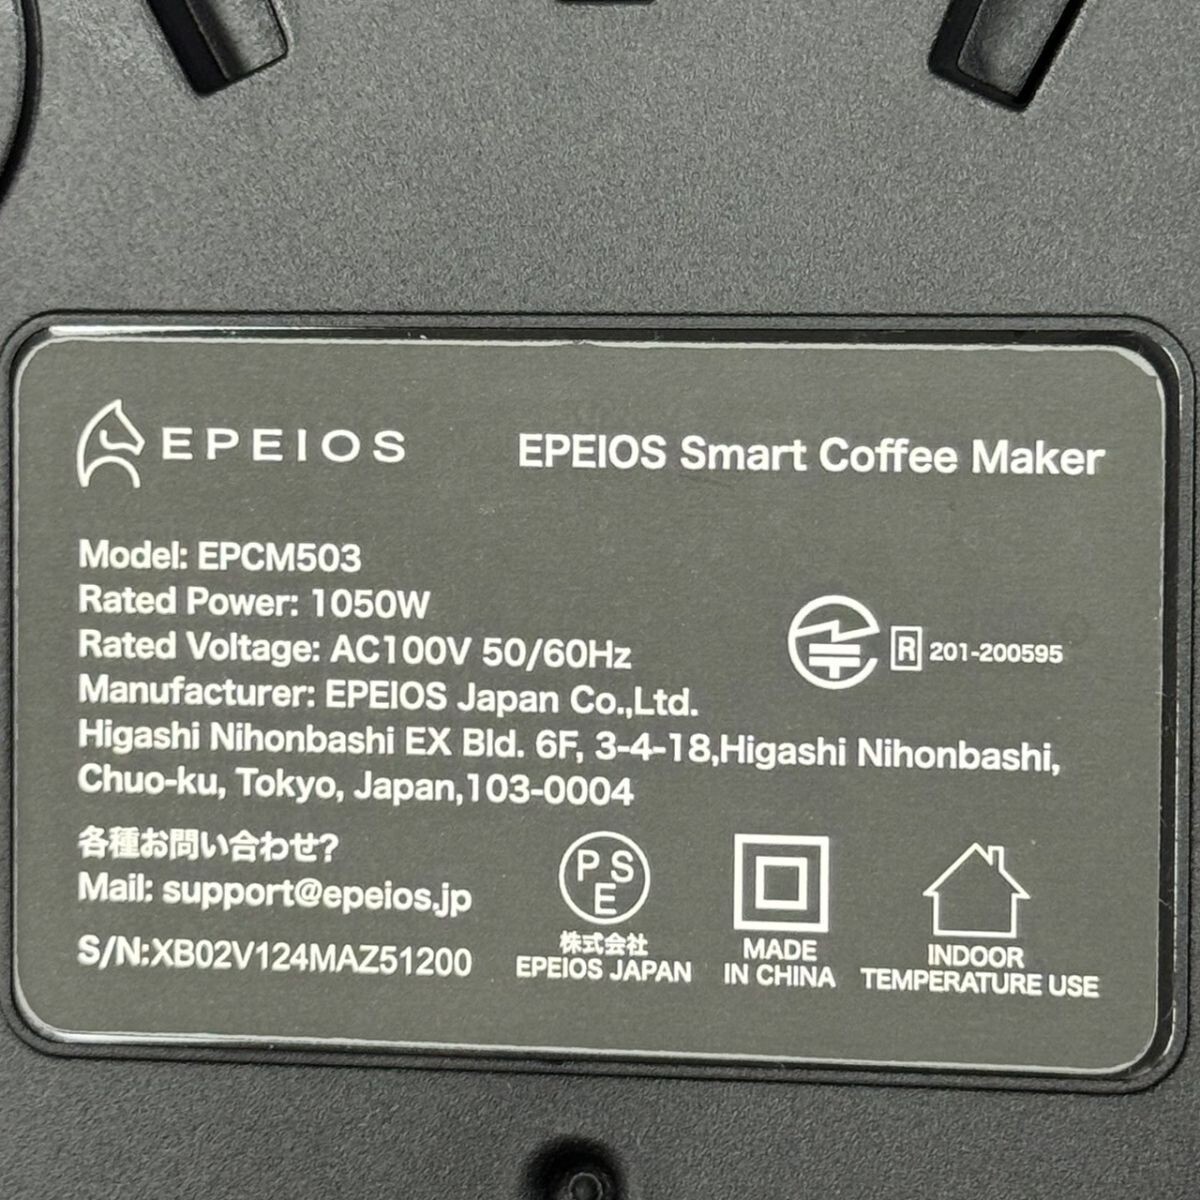 EPEIOS
EPEIOS Smart Coffee Maker
Model: EPCM503
Rated Power: 1050W
Rated Voltage: AC100V 50/60Hz
R 201-200595
Manufacturer: EPEIOS Japan Co.,Ltd.
Higashi Nihonbashi EX Bld. 6F, 3-4-18,Higashi Nihonbashi,
Chuo-ku, Tokyo, Japan,103-0004
各種お問い合わせ?
Mail: support@epeios.jp
S/N:XB02V124MAZ51200
PSE
株式会社
EPEIOS JAPAN
MADE
IN CHINA
INDOOR
TEMPERATURE USE